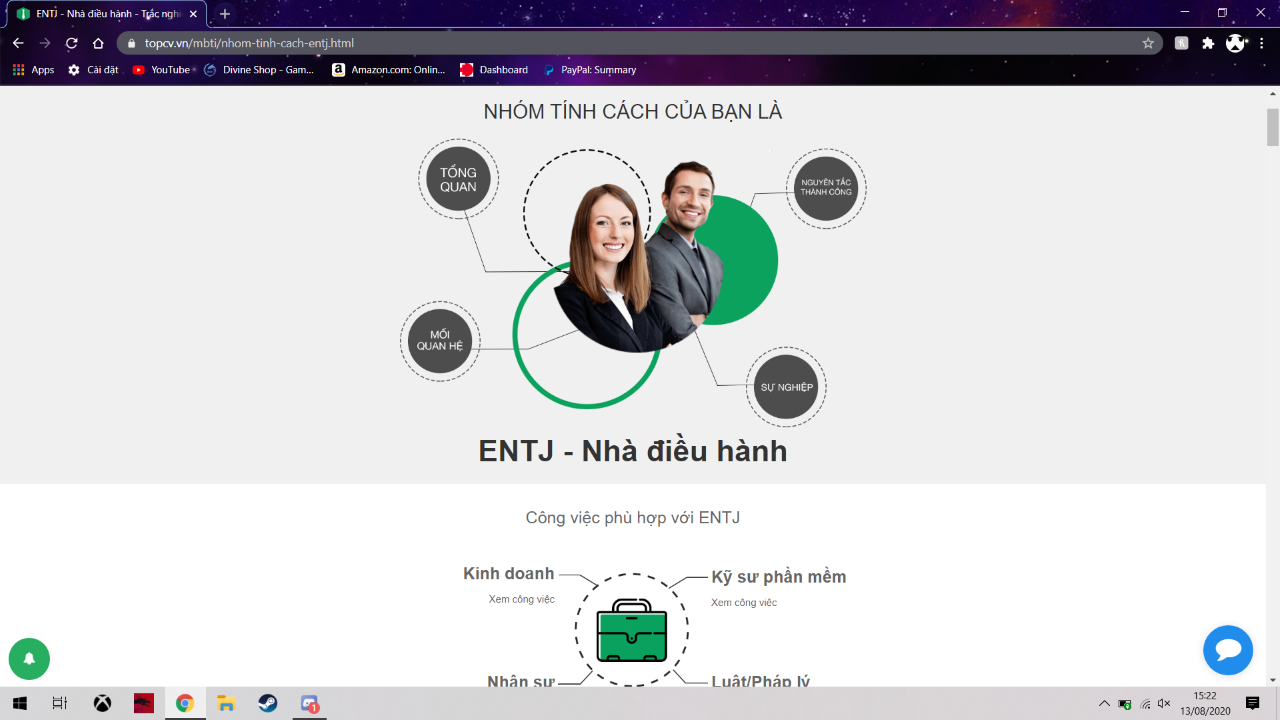 ENTJ - Nhà điều hành - Trắc nghi
topcv.vn/mbti/nhom-tinh-cach-entj.html
Apps
Cài đặt
YouTube
Divine Shop - Gam...
Amazon.com: Onlin...
Dashboard
PayPal: Summary
NHÓM TÍNH CÁCH CỦA BẠN LÀ
TỔNG
QUAN
NGUYÊN TẮC
THÀNH CÔNG
MỐI
QUAN HỆ
SỰ NGHIỆP
ENTJ - Nhà điều hành
Công việc phù hợp với ENTJ
Kinh doanh
Xem công việc
Kỹ sư phần mềm
Xem công việc
Nhân sự
Luật/Pháp lý
1
15:22
13/08/2020